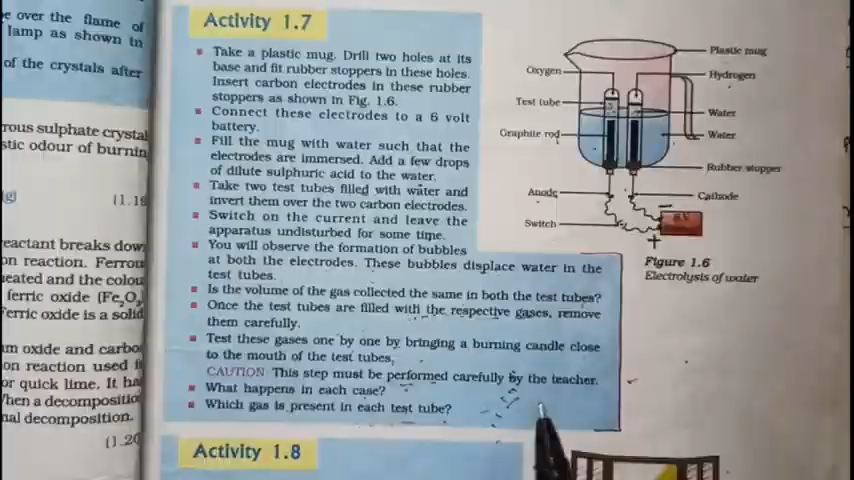 e over the flame of
lamp as shown in
of the crystals after
rous sulphate crystal
stic odour of burnin
(g)
(1.19
reactant breaks down
on reaction. Ferrou
heated and the colou
ferric oxide (Fe₂O₃
Ferric oxide is a solid
um oxide and carbo
on reaction used i
or quick lime. It ha
When a decompositio
nal decomposition.
(1.20
Activity 1.7
Take a plastic mug. Drill two holes at its
base and fit rubber stoppers in these holes.
Insert carbon electrodes in these rubber
stoppers as shown in Fig. 1.6.
Connect these electrodes to a 6 volt
battery.
Fill the mug with water such that the
electrodes are immersed. Add a few drops
of dilute sulphuric acid to the water.
Take two test tubes filled with water and
invert them over the two carbon electrodes.
Switch on the current and leave the
apparatus undisturbed for some time.
You will observe the formation of bubbles
at both the electrodes. These bubbles displace water in the
test tubes.
Is the volume of the gas collected the same in both the test tubes?
Once the test tubes are filled with the respective gases, remove
them carefully.
Test these gases one by one by bringing a burning candle close
to the mouth of the test tubes.
CAUTION This step must be performed carefully by the teacher.
What happens in each case?
Which gas is present in each test tube?
Plastic mug
Oxygen
Hydrogen
Test tube
Water
Graphite rod
Water
Rubber stopper
Anode
Cathode
Switch
6V
+
Figure 1.6
Electrolysis of water
Activity 1.8